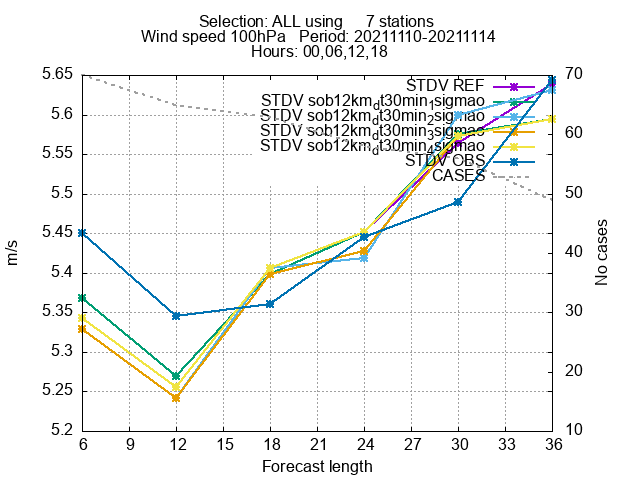 Selection: ALL using 7 stations
Wind speed 100hPa Period: 20211110-20211114
Hours: 00,06,12,18
STDV REF
STDV sob12km_dt30min_1sigmao
STDV sob12km_dt30min_2sigmao
STDV sob12km_dt30min_3sigmao
STDV sob12km_dt30min_4sigmao
STDV OBS
CASES
5.65
5.6
5.55
5.5
5.45
5.4
5.35
5.3
5.25
5.2
m/s
70
60
50
40
30
20
10
No cases
6 9 12 15 18 21 24 27 30 33 36
Forecast length